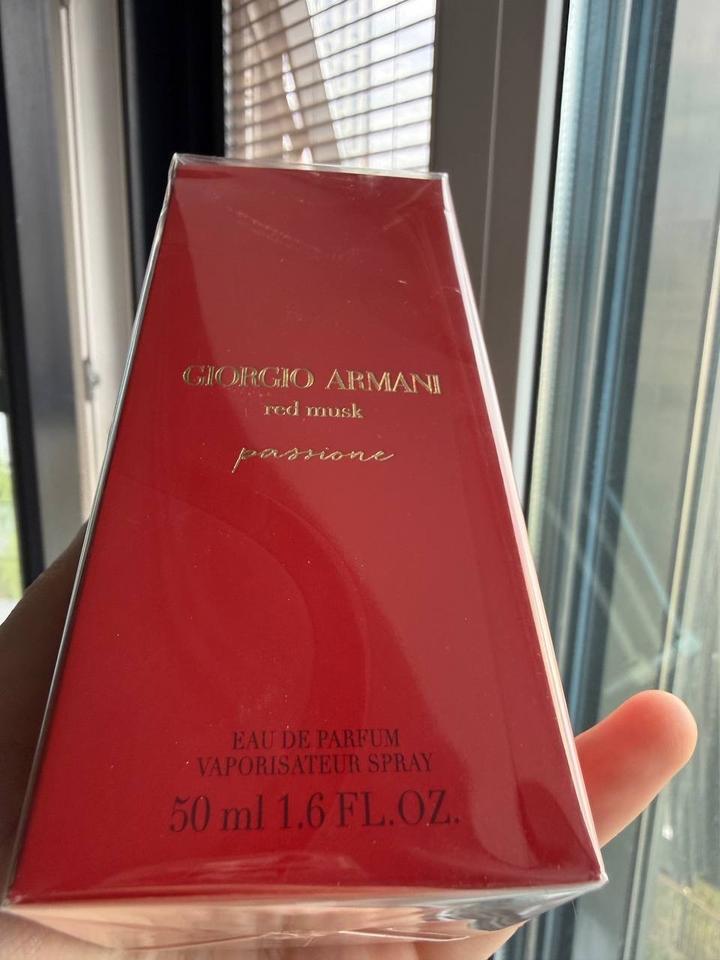 GIORGIO ARMANI
red musk
passione
EAU DE PARFUM
VAPORISATEUR SPRAY
50 ml 1.6 FL.OZ.